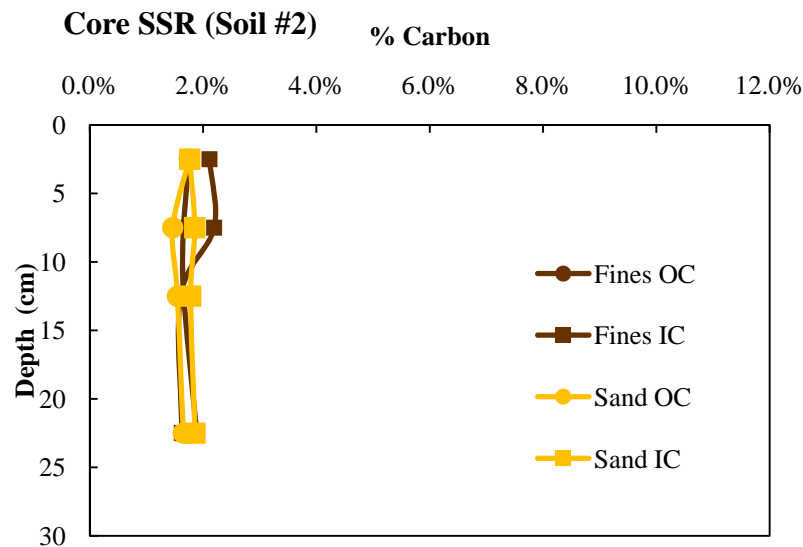 Core SSR (Soil #2)
% Carbon
0.0% 2.0% 4.0% 6.0% 8.0% 10.0% 12.0%
0
5
10
15
20
25
30
Depth (cm)
Fines OC
Fines IC
Sand OC
Sand IC